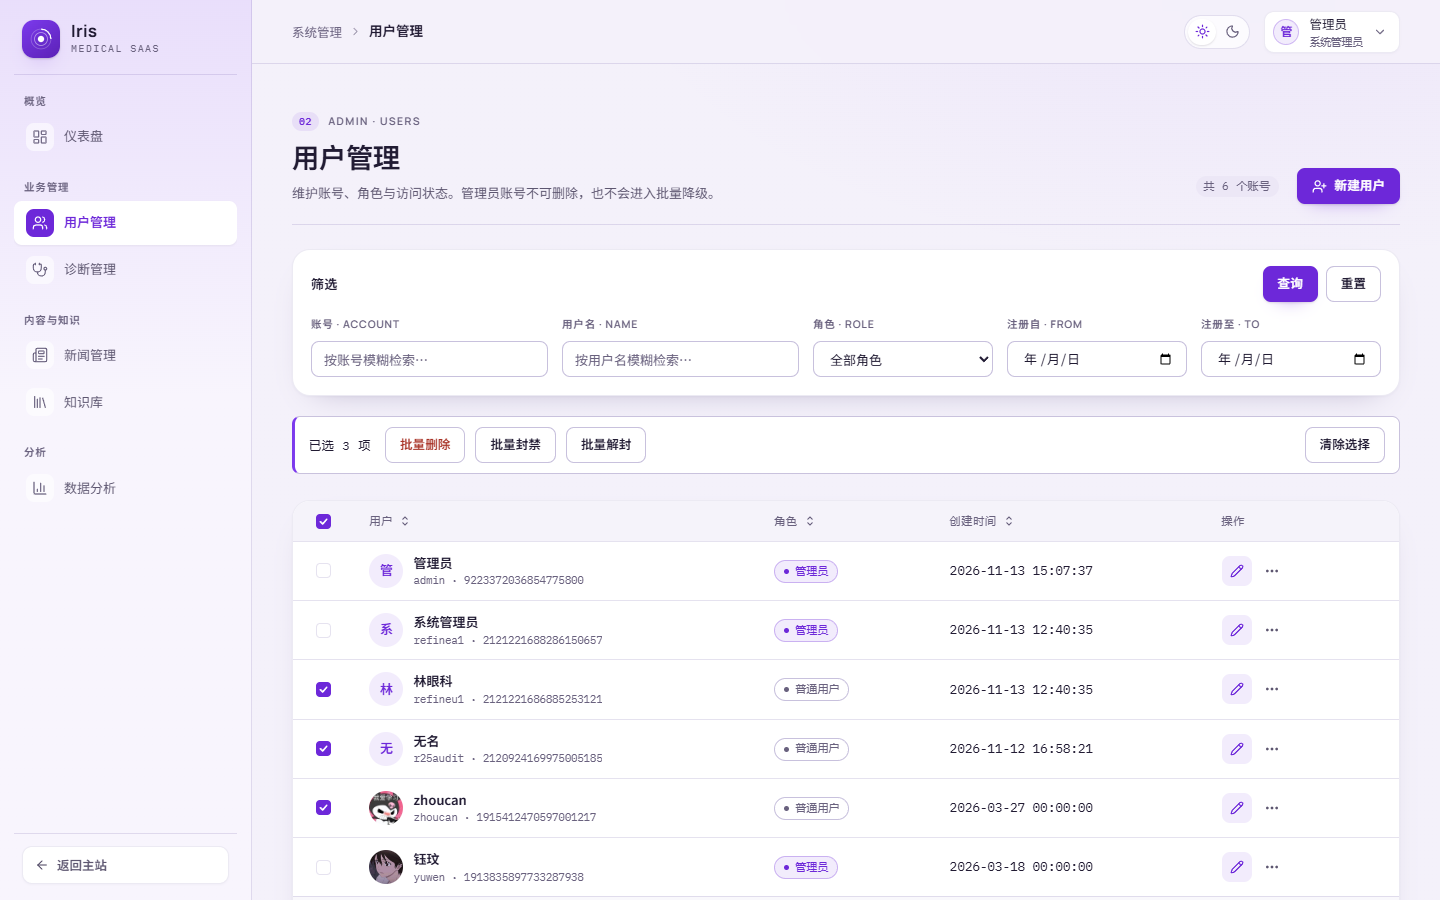 Iris
MEDICAL SAAS
概览
仪表盘
业务管理
用户管理
诊断管理
内容与知识
新闻管理
知识库
分析
数据分析
返回主站
系统管理 > 用户管理
管 管理员
系统管理员
02 ADMIN · USERS
用户管理
维护账号、角色与访问状态。管理员账号不可删除，也不会进入批量降级。
共 6 个账号 新建用户
筛选 查询 重置
账号 · ACCOUNT 用户名 · NAME 角色 · ROLE 注册自 · FROM 注册至 · TO
按账号模糊检索… 按用户名模糊检索… 全部角色 年 /月/日 年 /月/日
已选 3 项 批量删除 批量封禁 批量解封 清除选择
用户 角色 创建时间 操作
管 管理员 管理员 2026-11-13 15:07:37
admin · 9223372036854775800
系 系统管理员 管理员 2026-11-13 12:40:35
refinea1 · 2121221688286150657
林 林眼科 普通用户 2026-11-13 12:40:35
refineu1 · 2121221686885253121
无 无名 普通用户 2026-11-12 16:58:21
r25audit · 2120924169975005185
zhoucan 普通用户 2026-03-27 00:00:00
zhoucan · 1915412470597001217
钰玟 管理员 2026-03-18 00:00:00
yuwen · 1913835897733287938